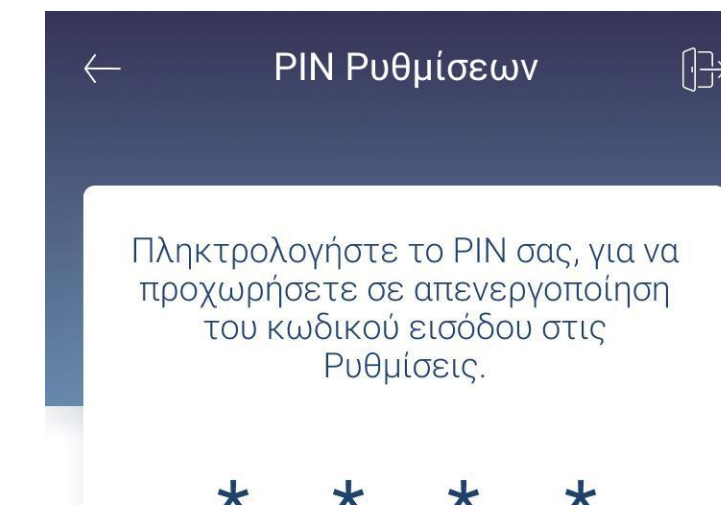 PIN Ρυθμίσεων
Πληκτρολογήστε το PIN σας, για να
προχωρήσετε σε απενεργοποίηση
του κωδικού εισόδου στις
Ρυθμίσεις.
* * * *